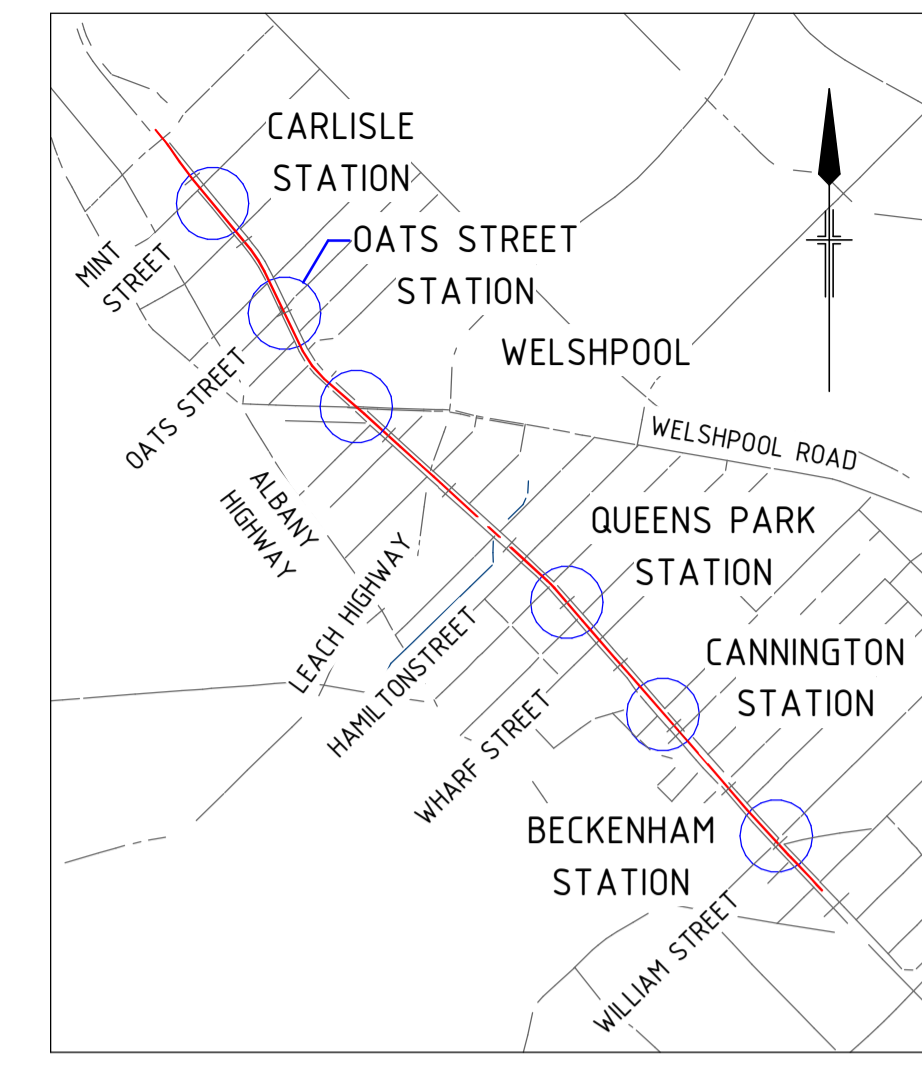 CARLISLE
STATION
OATS STREET
STATION
MINT
STREET
WELSHPOOL
OATS STREET
WELSHPOOL ROAD
ALBANY
HIGHWAY
QUEENS PARK
STATION
LEACH HIGHWAY
HAMILTONSTREET
CANNINGTON
STATION
WHARF STREET
BECKENHAM
STATION
WILLIAM STREET